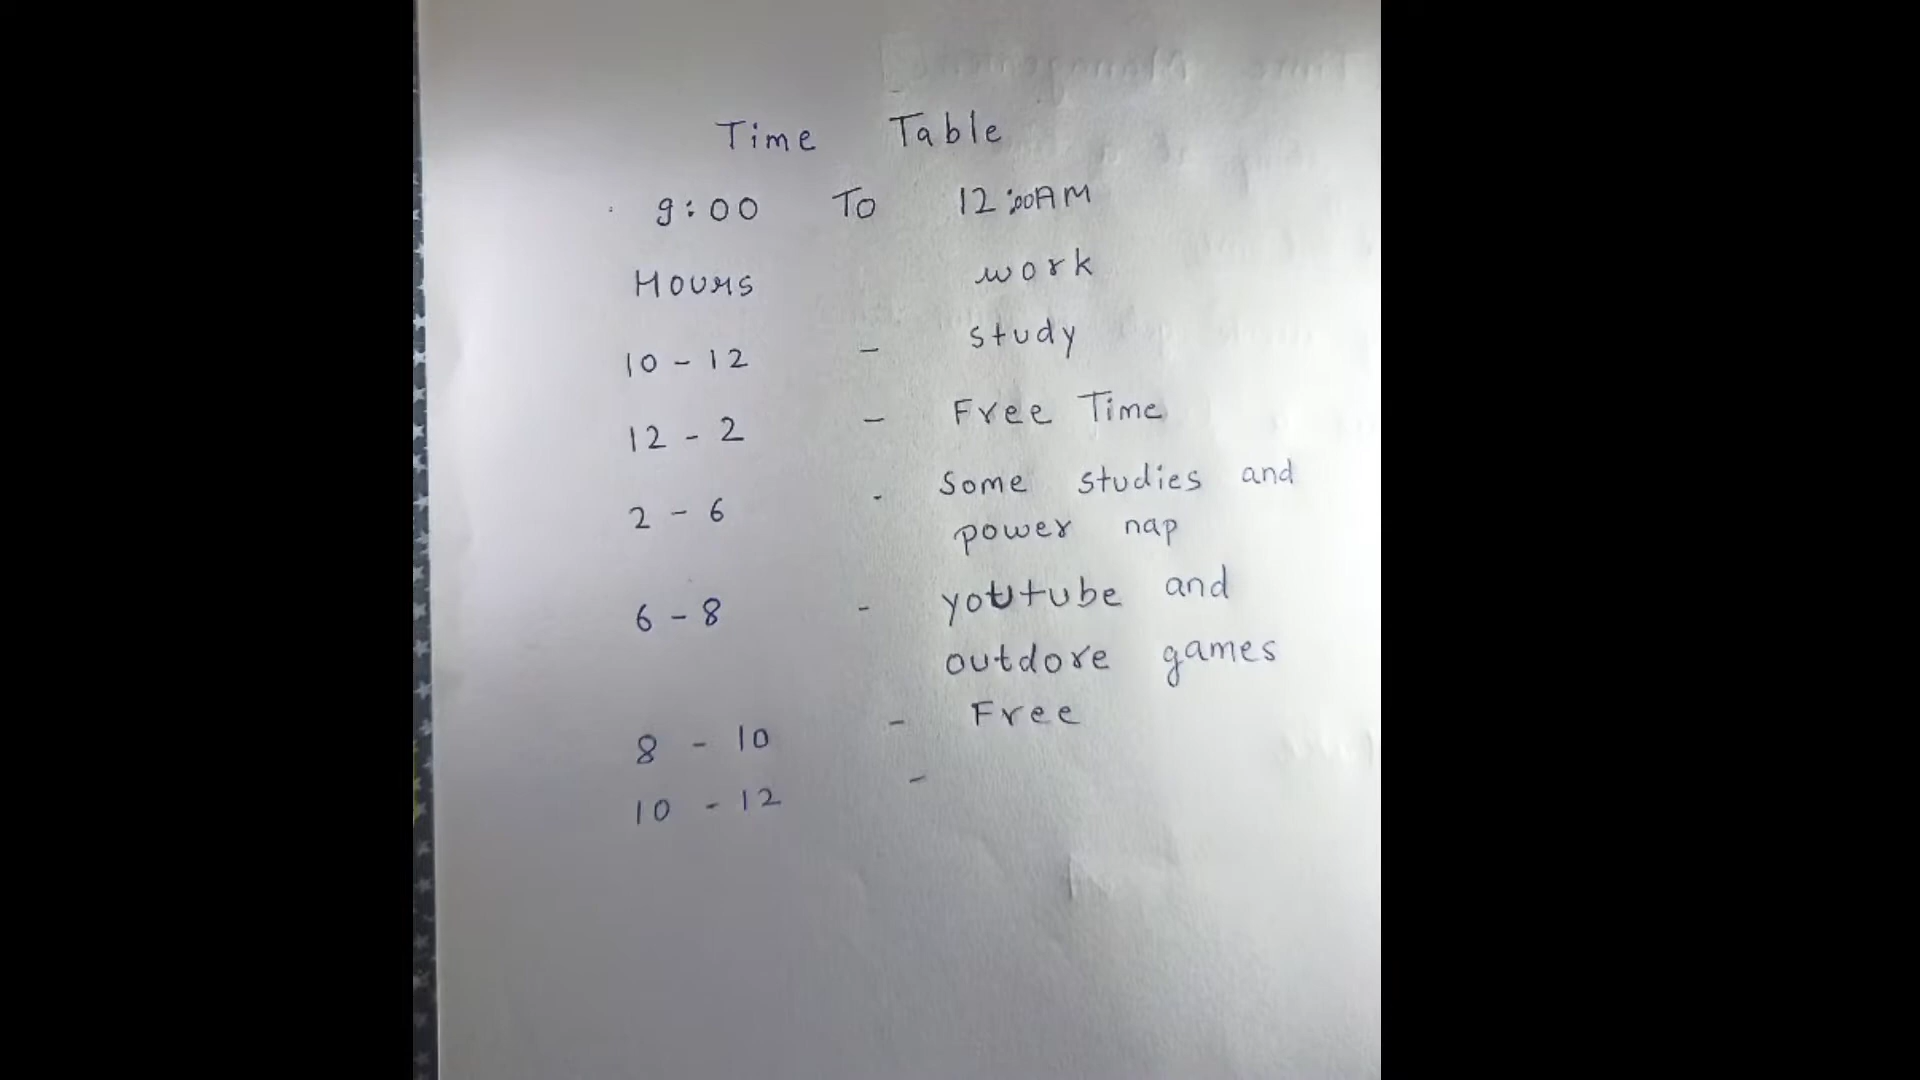 Time Table
9:00 To 12:00AM
Hours work
10 - 12 - study
12 - 2 - Free Time
2 - 6 - Some studies and
power nap
6 - 8 - youtube and
outdore games
8 - 10 - Free
10 - 12 -